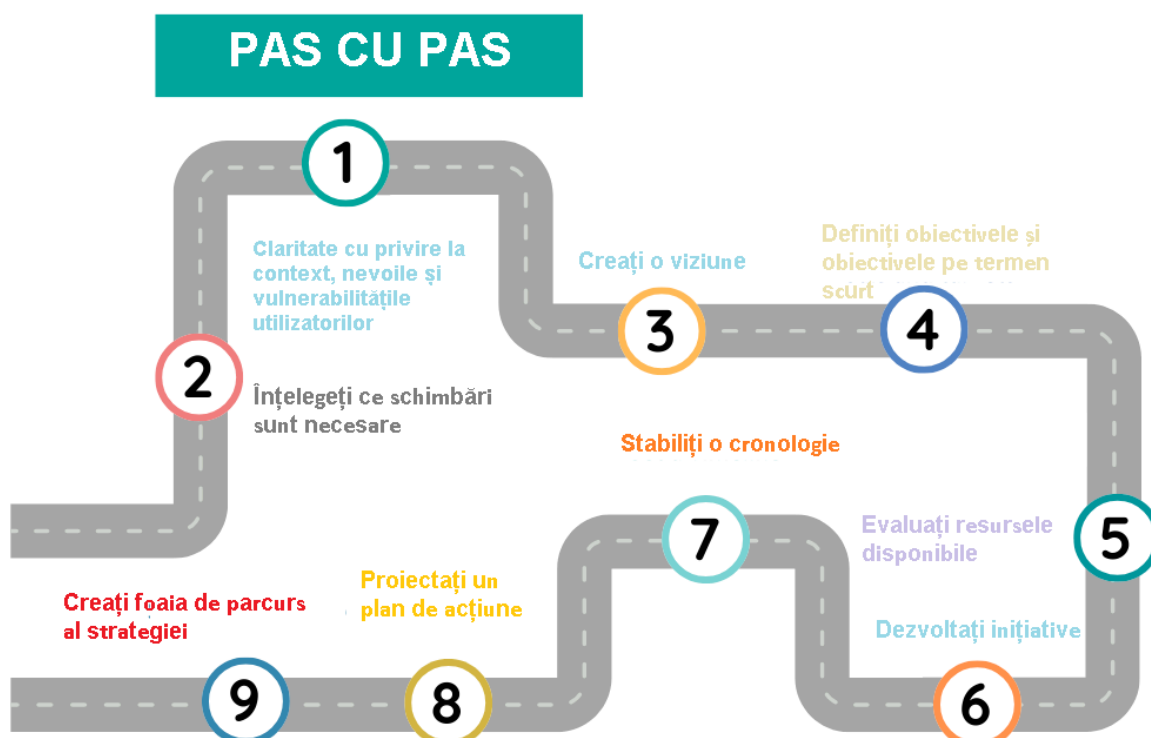 PAS CU PAS
1
Claritate cu privire la
context, nevoile și
vulnerabilitățile
utilizatorilor
2
Înțelegeți ce schimbări
sunt necesare
Creați o viziune
3
Definiți obiectivele și
obiectivele pe termen
scurt
4
Evaluați resursele
disponibile
5
Dezvoltați inițiative
6
Stabiliți o cronologie
7
Proiectați un
plan de acțiune
8
Creați foaia de parcurs
al strategiei
9